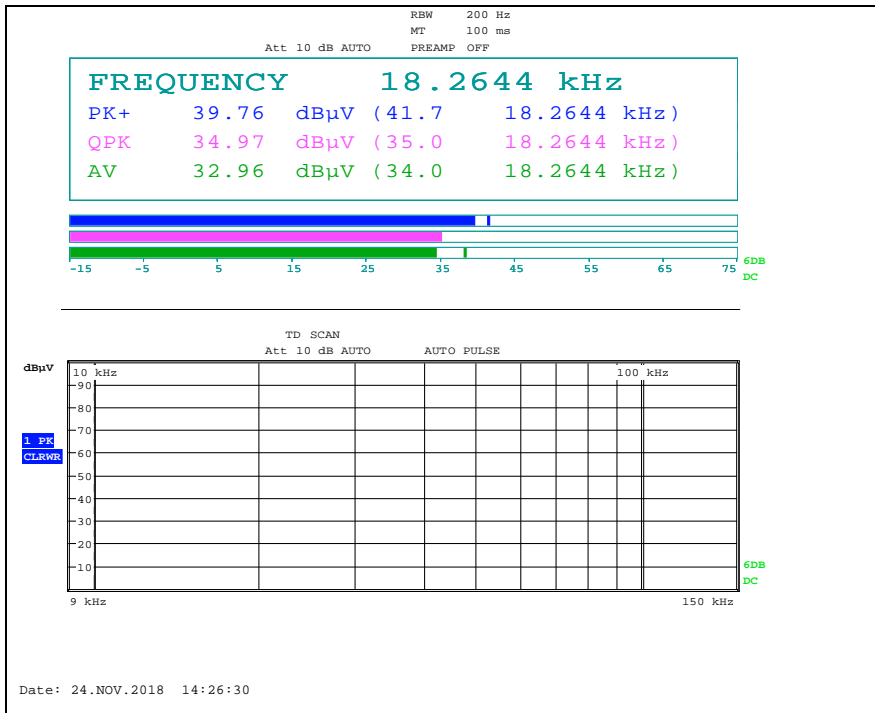 RBW 200 Hz
MT 100 ms
Att 10 dB AUTO PREAMP OFF
FREQUENCY 18.2644 kHz
PK+ 39.76 dBµV (41.7 18.2644 kHz)
QPK 34.97 dBµV (35.0 18.2644 kHz)
AV 32.96 dBµV (34.0 18.2644 kHz)
-15 -5 5 15 25 35 45 55 65 75
6DB
DC
TD SCAN
Att 10 dB AUTO AUTO PULSE
dBµV
10 kHz 100 kHz
90
80
70
1 PK
CLRWR
60
50
40
30
20
10
6DB
DC
9 kHz 150 kHz
Date: 24.NOV.2018 14:26:30